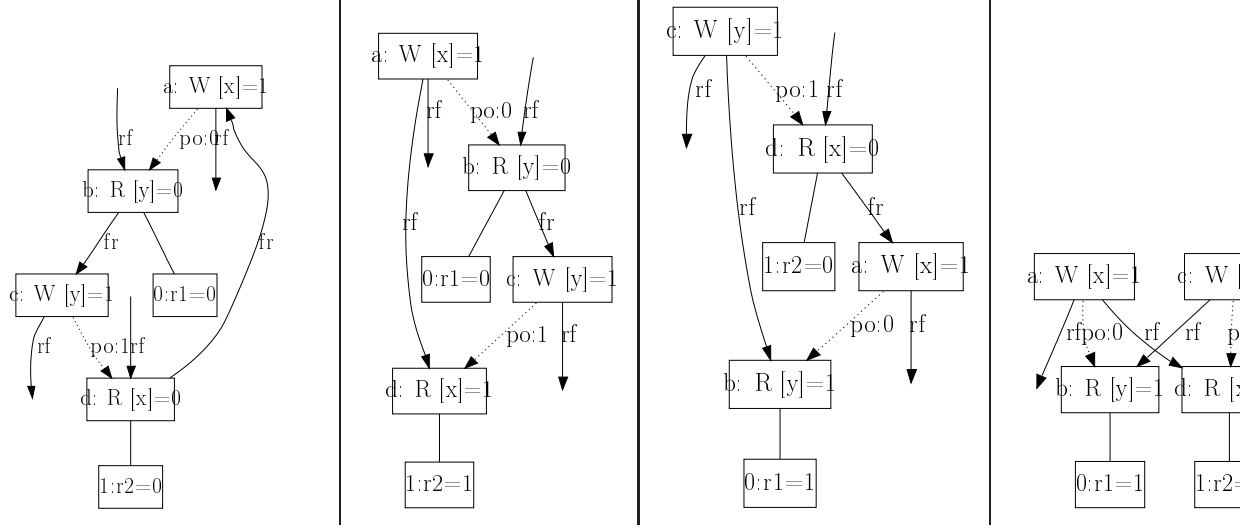 a: W [x]=1
rf
po:0
rf
b: R [y]=0
fr
fr
c: W [y]=1
0:r1=0
rf
po:1
rf
d: R [x]=0
1:r2=0
a: W [x]=1
rf
po:0
rf
b: R [y]=0
rf
fr
0:r1=0
c: W [y]=1
po:1
rf
d: R [x]=1
1:r2=1
c: W [y]=1
rf
po:1
rf
d: R [x]=0
rf
fr
1:r2=0
a: W [x]=1
po:0
rf
b: R [y]=1
0:r1=1
a: W [x]=1
c: W [
rf
po:0
rf
rf
p
b: R [y]=1
d: R [x
0:r1=1
1:r2=